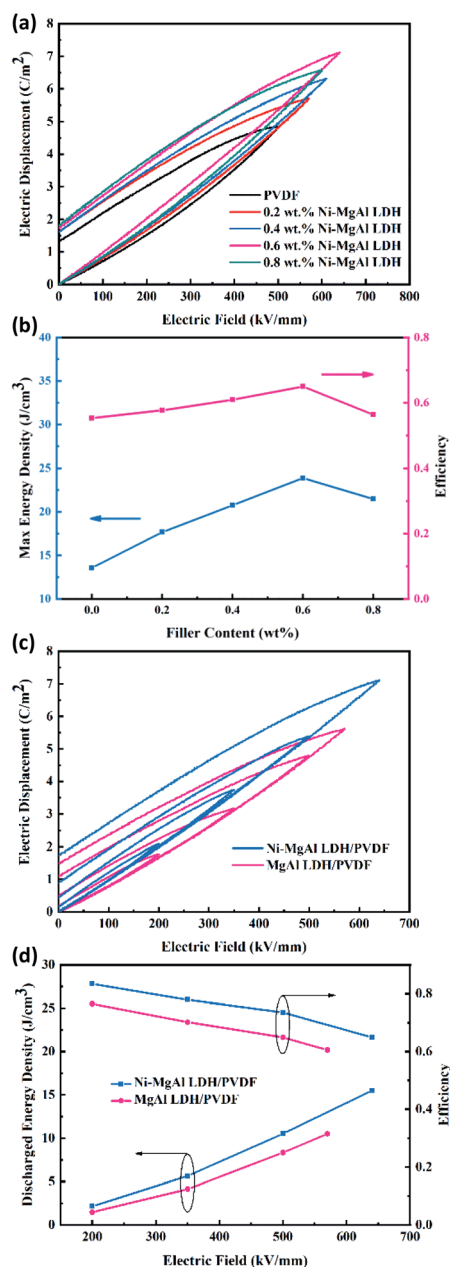 (a)
Electric Displacement (C/m²)
8
7
6
5
4
3
2
1
0
PVDF
0.2 wt.% Ni-MgAl LDH
0.4 wt.% Ni-MgAl LDH
0.6 wt.% Ni-MgAl LDH
0.8 wt.% Ni-MgAl LDH
0 100 200 300 400 500 600 700 800
Electric Field (kV/mm)
(b)
Max Energy Density (J/cm³)
40
35
30
25
20
15
10
0.8
0.6
0.4
0.2
0.0
Efficiency
0.0 0.2 0.4 0.6 0.8
Filler Content (wt%)
(c)
Electric Displacement (C/m²)
8
7
6
5
4
3
2
1
0
Ni-MgAl LDH/PVDF
MgAl LDH/PVDF
0 100 200 300 400 500 600 700
Electric Field (kV/mm)
(d)
Discharged Energy Density (J/cm³)
30
25
20
15
10
5
0
Ni-MgAl LDH/PVDF
MgAl LDH/PVDF
0.8
0.6
0.4
0.2
0.0
Efficiency
200 300 400 500 600
Electric Field (kV/mm)